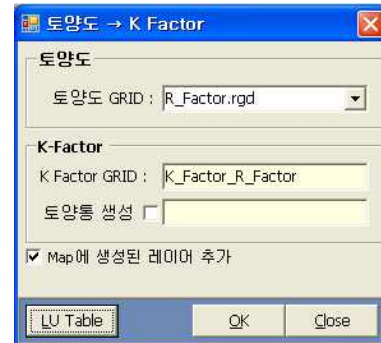 토양도 → K Factor
토양도
토양도 GRID : R_Factor.rgd
K-Factor
K Factor GRID : K_Factor_R_Factor
토양통 생성
Map에 생성된 레이어 추가
LU Table OK Close